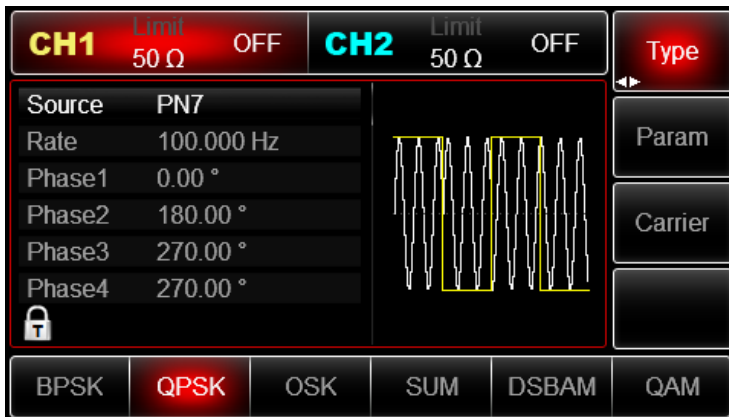 CH1 Limit 50 Ω OFF CH2 Limit 50 Ω OFF Type
Source PN7
Rate 100.000 Hz
Param
Phase1 0.00 °
Phase2 180.00 °
Carrier
Phase3 270.00 °
Phase4 270.00 °
T
BPSK QPSK OSK SUM DSBAM QAM